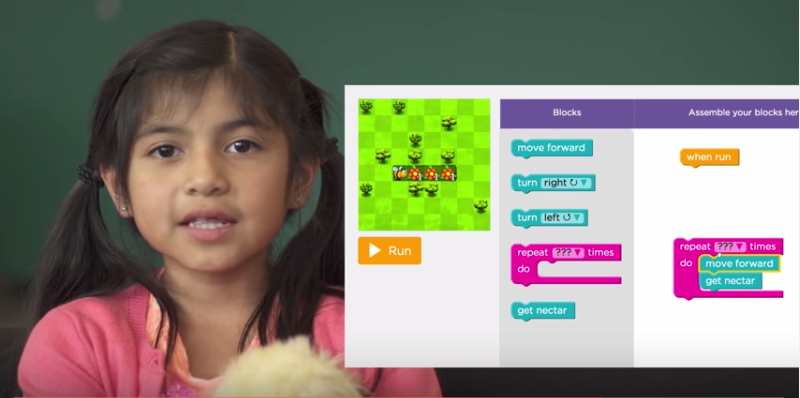 Blocks
Assemble your blocks her
move forward
turn right ↻ ▼
turn left ↺ ▼
repeat ??? ▼ times
do
get nectar
Run
when run
repeat ??? ▼ times
do move forward
get nectar